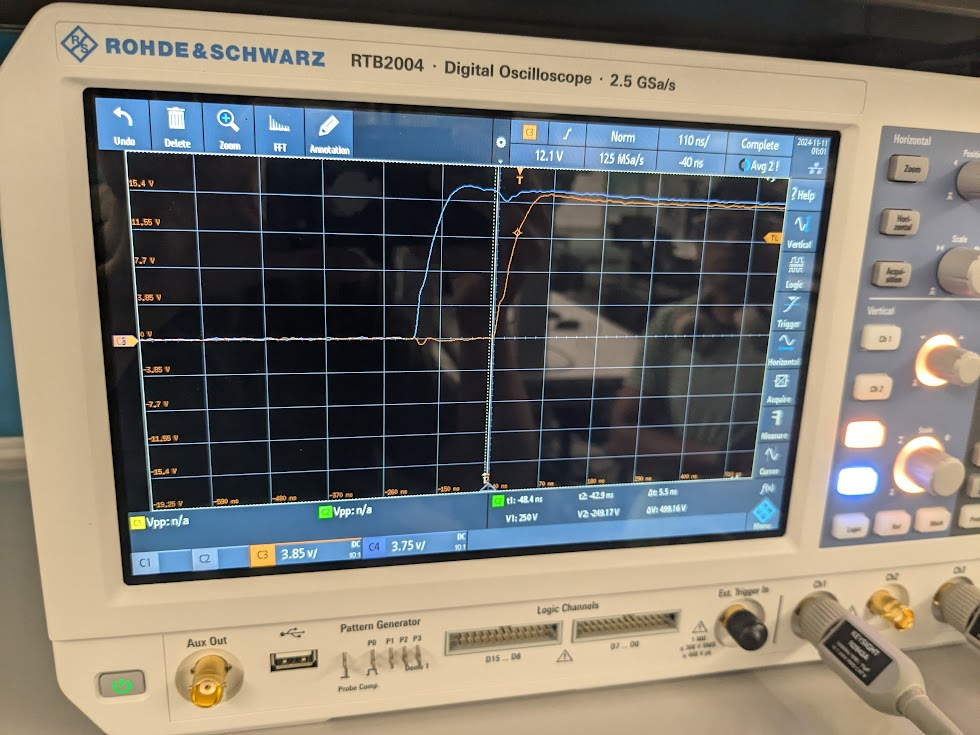 ROHDE&SCHWARZ RTB2004 · Digital Oscilloscope · 2.5 GSa/s
Undo Delete Zoom FFT Annotation
C3 Norm 110 ns/ Complete 2024-11-11
12.1 V 125 MSa/s -40 ns Avg 2! 01:01
T
15.4 V
11.55 V
7.7 V
3.85 V
0 V
-3.85 V
-7.7 V
-11.55 V
-15.4 V
-19.25 V
C3
TL
-590 ns -480 ns -370 ns -260 ns -150 ns 70 ns 180 ns 290 ns 400 ns
Help
Vertical
Logic
Trigger
Horizontal
Acquire
Measure
Cursor
f(x)
Menu
C1 Vpp: n/a C2 Vpp: n/a
t1: -48.4 ns t2: -42.9 ns Δt: 5.5 ns
V1: 250 V V2: -249.17 V ΔV: 499.16 V
C1 C2 C3 3.85 V/ DC 10:1 C4 3.75 V/ DC 10:1
Horizontal
Zoom
Hori-
zontal
Acqui-
sition
Position
Scale
Vertical
Ch 1
Ch 2
Scale
Logic Ref Math
Aux Out
Pattern Generator
P0 P1 P2 P3
Probe Comp.
Demo 1
Logic Channels
D15 ... D8 D7 ... D0
Ext. Trigger In
Ch1
Ch2
Ch3
KEYSIGHT